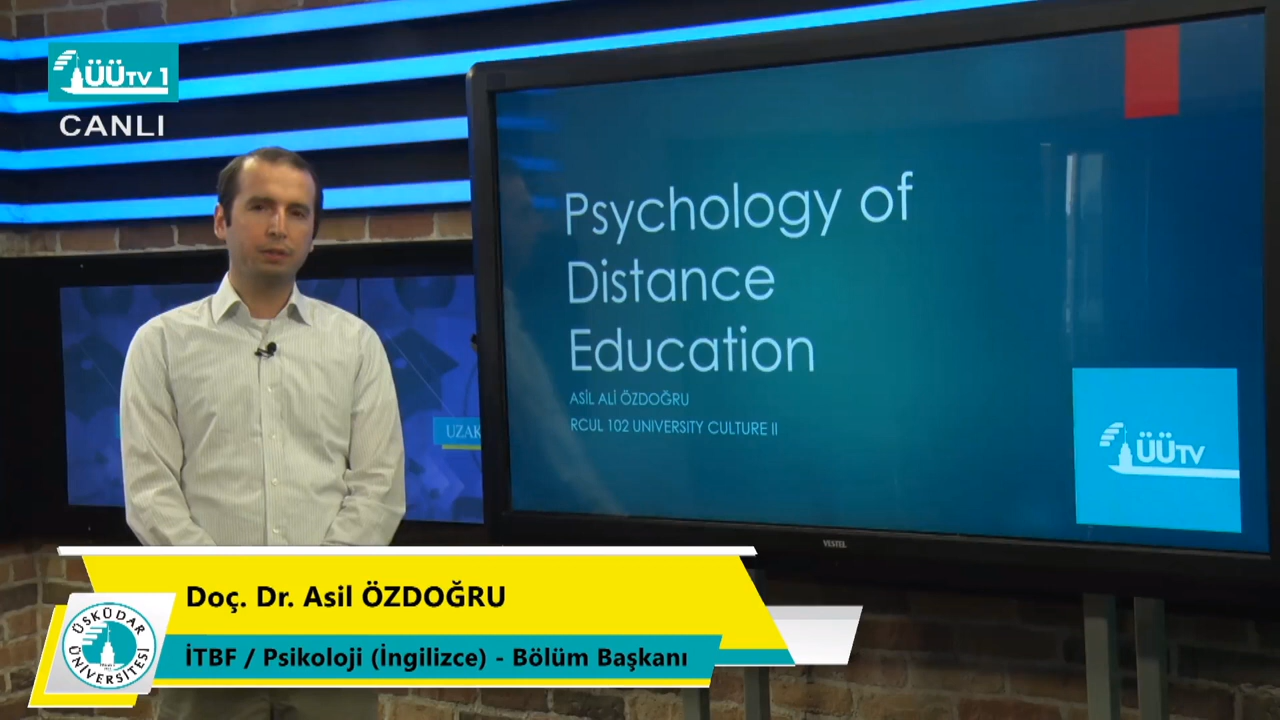 ÜÜTV 1
CANLI
Psychology of
Distance
Education
ASİL ALİ ÖZDOĞRU
RCUL 102 UNIVERSITY CULTURE II
ÜÜTV
UZAK
VESTEL
Doç. Dr. Asil ÖZDOĞRU
İTBF / Psikoloji (İngilizce) - Bölüm Başkanı
ÜSKÜDAR
ÜNİVERSİTESİ